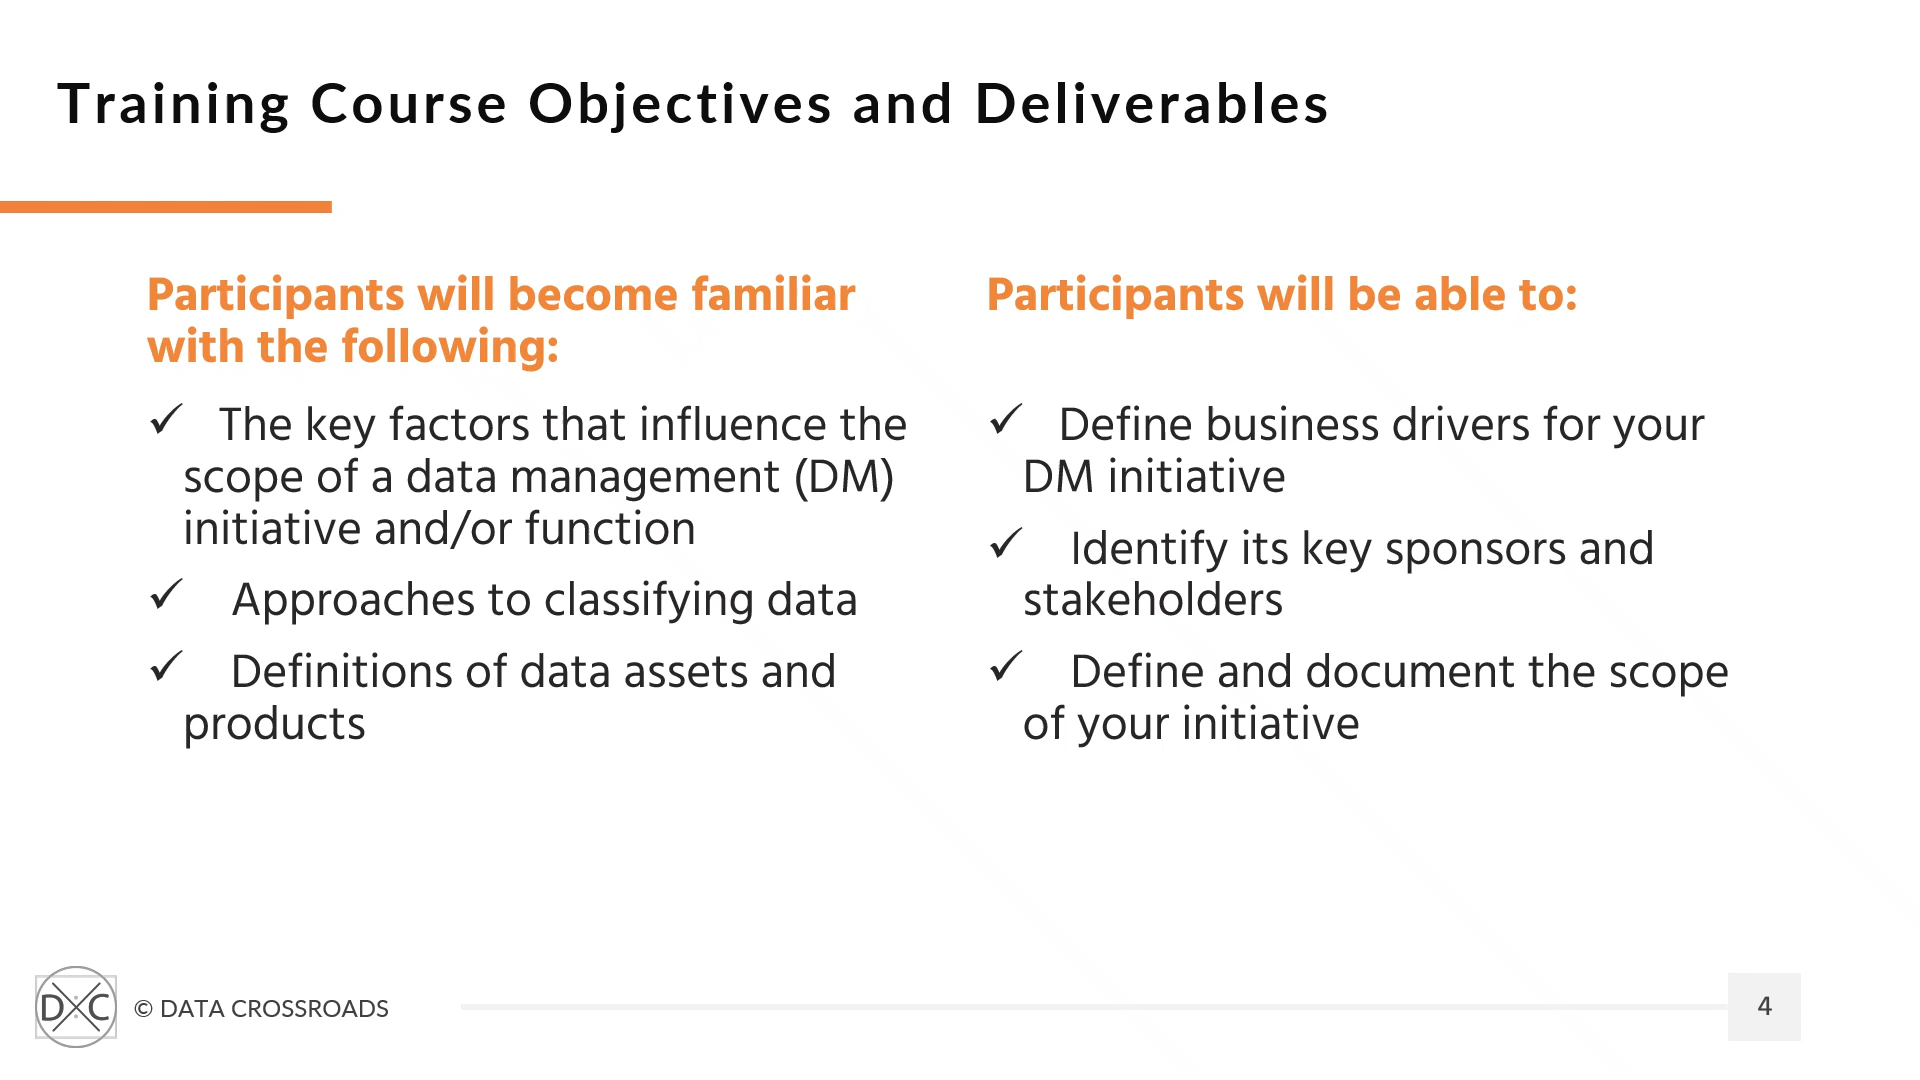 Training Course Objectives and Deliverables
Participants will become familiar
with the following:
✓ The key factors that influence the
scope of a data management (DM)
initiative and/or function
✓ Approaches to classifying data
✓ Definitions of data assets and
products
Participants will be able to:
✓ Define business drivers for your
DM initiative
✓ Identify its key sponsors and
stakeholders
✓ Define and document the scope
of your initiative
D C
© DATA CROSSROADS
4